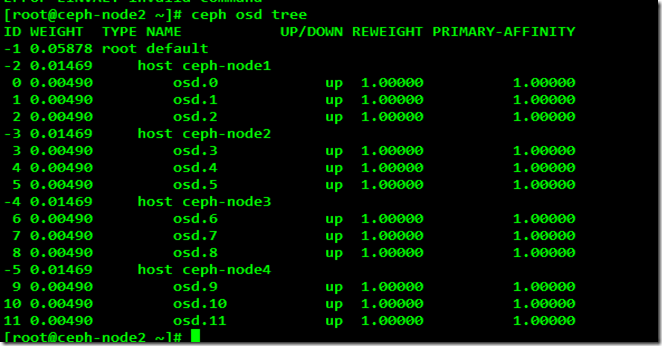 Error EINVAL: invalid command
[root@ceph-node2 ~]# ceph osd tree
ID WEIGHT  TYPE NAME           UP/DOWN REWEIGHT PRIMARY-AFFINITY
-1 0.05878 root default
-2 0.01469     host ceph-node1
 0 0.00490         osd.0            up  1.00000          1.00000
 1 0.00490         osd.1            up  1.00000          1.00000
 2 0.00490         osd.2            up  1.00000          1.00000
-3 0.01469     host ceph-node2
 3 0.00490         osd.3            up  1.00000          1.00000
 4 0.00490         osd.4            up  1.00000          1.00000
 5 0.00490         osd.5            up  1.00000          1.00000
-4 0.01469     host ceph-node3
 6 0.00490         osd.6            up  1.00000          1.00000
 7 0.00490         osd.7            up  1.00000          1.00000
 8 0.00490         osd.8            up  1.00000          1.00000
-5 0.01469     host ceph-node4
 9 0.00490         osd.9            up  1.00000          1.00000
10 0.00490         osd.10           up  1.00000          1.00000
11 0.00490         osd.11           up  1.00000          1.00000
[root@ceph-node2 ~]#